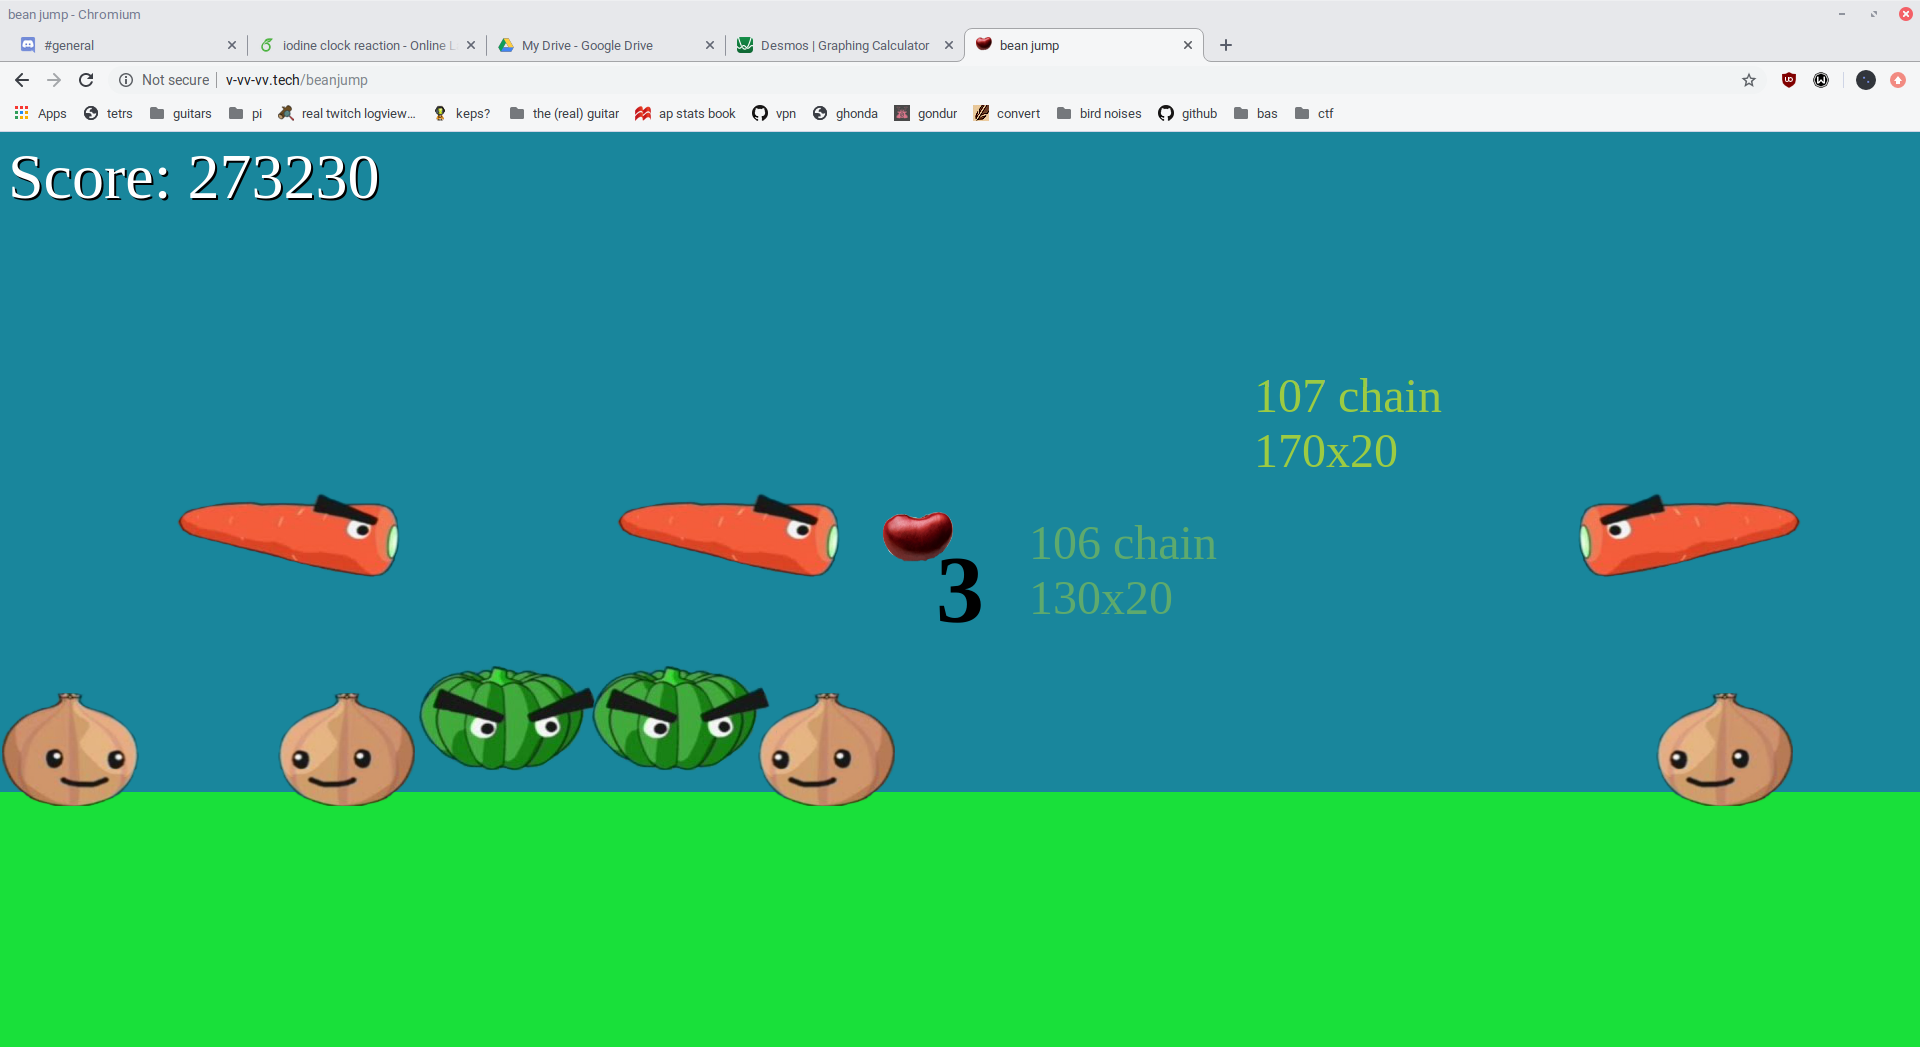 bean jump - Chromium
#general
iodine clock reaction - Online L
My Drive - Google Drive
Desmos | Graphing Calculator
bean jump
Not secure
v-vv-vv.tech/beanjump
Apps
tetrs
guitars
pi
real twitch logview...
keps?
the (real) guitar
ap stats book
vpn
ghonda
gondur
convert
bird noises
github
bas
ctf
Score: 273230
107 chain
170x20
106 chain
130x20
3